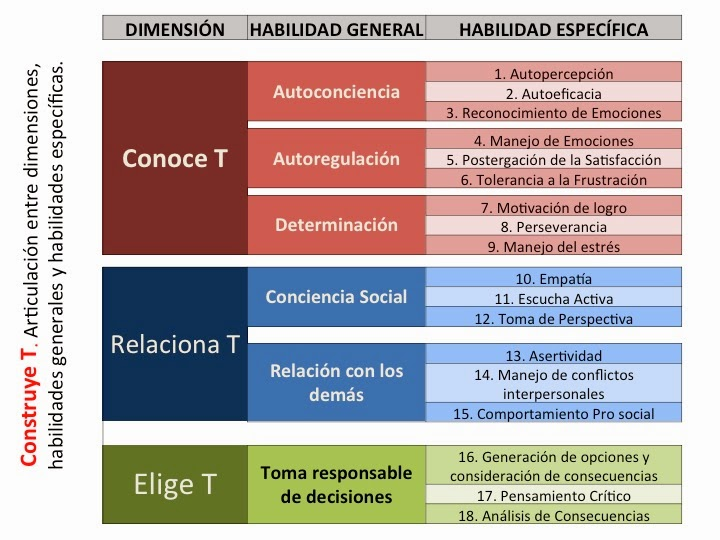 Construye T. Articulación entre dimensiones,
habilidades generales y habilidades específicas.
DIMENSIÓN HABILIDAD GENERAL HABILIDAD ESPECÍFICA
Conoce T
Autoconciencia
1. Autopercepción
2. Autoeficacia
3. Reconocimiento de Emociones
Autoregulación
4. Manejo de Emociones
5. Postergación de la Satisfacción
6. Tolerancia a la Frustración
Determinación
7. Motivación de logro
8. Perseverancia
9. Manejo del estrés
Relaciona T
Conciencia Social
10. Empatía
11. Escucha Activa
12. Toma de Perspectiva
Relación con los
demás
13. Asertividad
14. Manejo de conflictos
interpersonales
15. Comportamiento Pro social
Elige T
Toma responsable
de decisiones
16. Generación de opciones y
consideración de consecuencias
17. Pensamiento Crítico
18. Análisis de Consecuencias